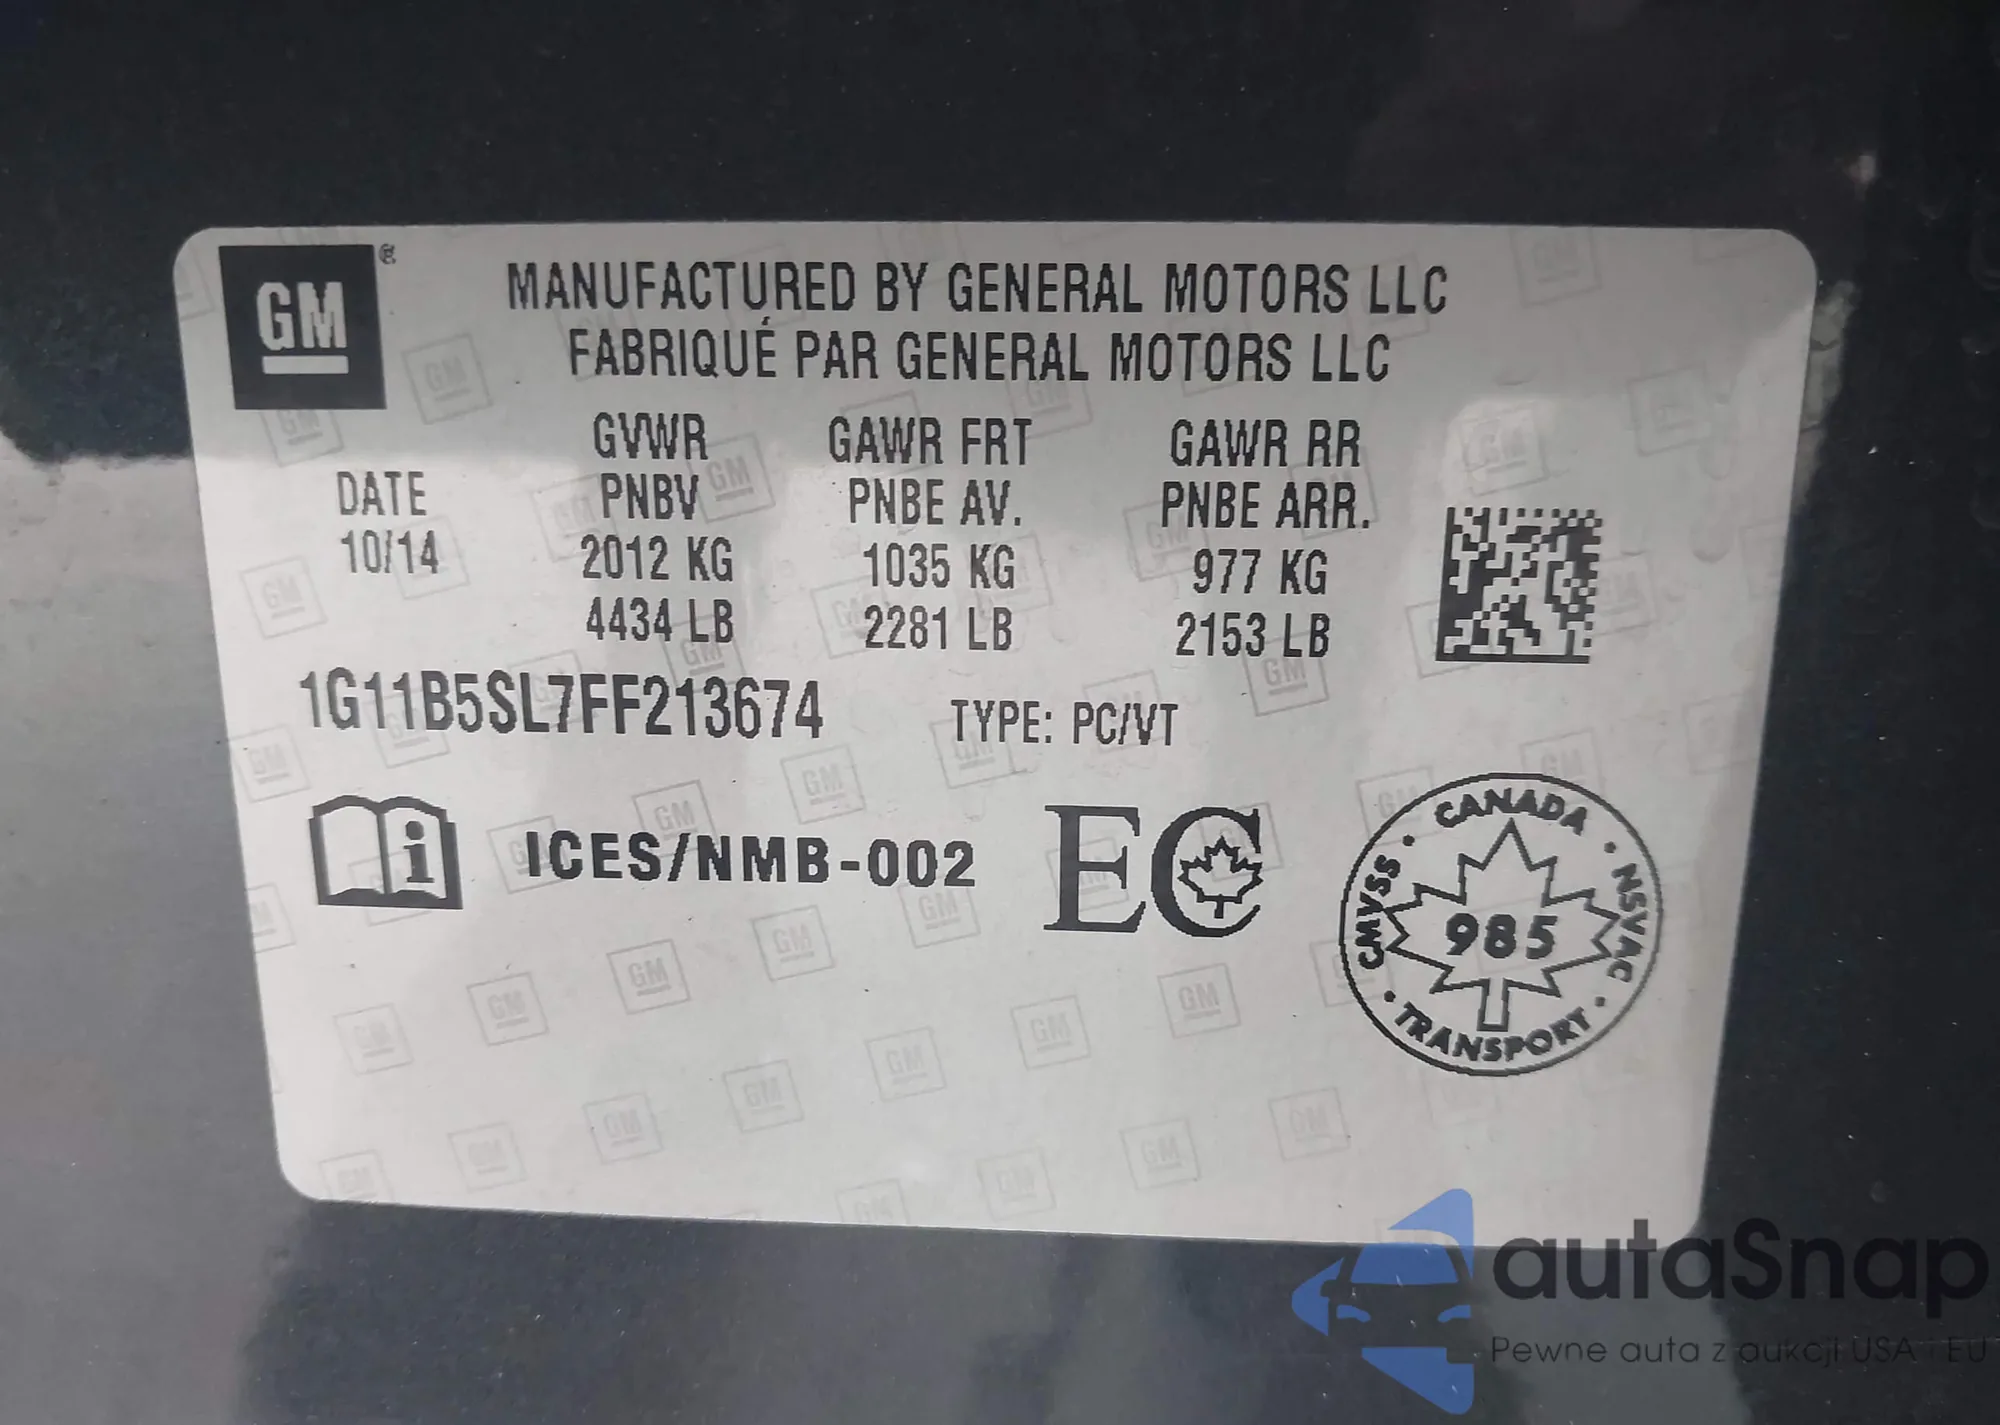 GM ®
MANUFACTURED BY GENERAL MOTORS LLC
FABRIQUÉ PAR GENERAL MOTORS LLC
DATE
10/14
GVWR
PNBV
2012 KG
4434 LB
GAWR FRT
PNBE AV.
1035 KG
2281 LB
GAWR RR
PNBE ARR.
977 KG
2153 LB
1G11B5SL7FF213674
TYPE: PC/VT
i
ICES/NMB-002
EC
CANADA
CMVSS · NSVAC
985
TRANSPORT
autaSnap
Pewne auta z aukcji USA i EU